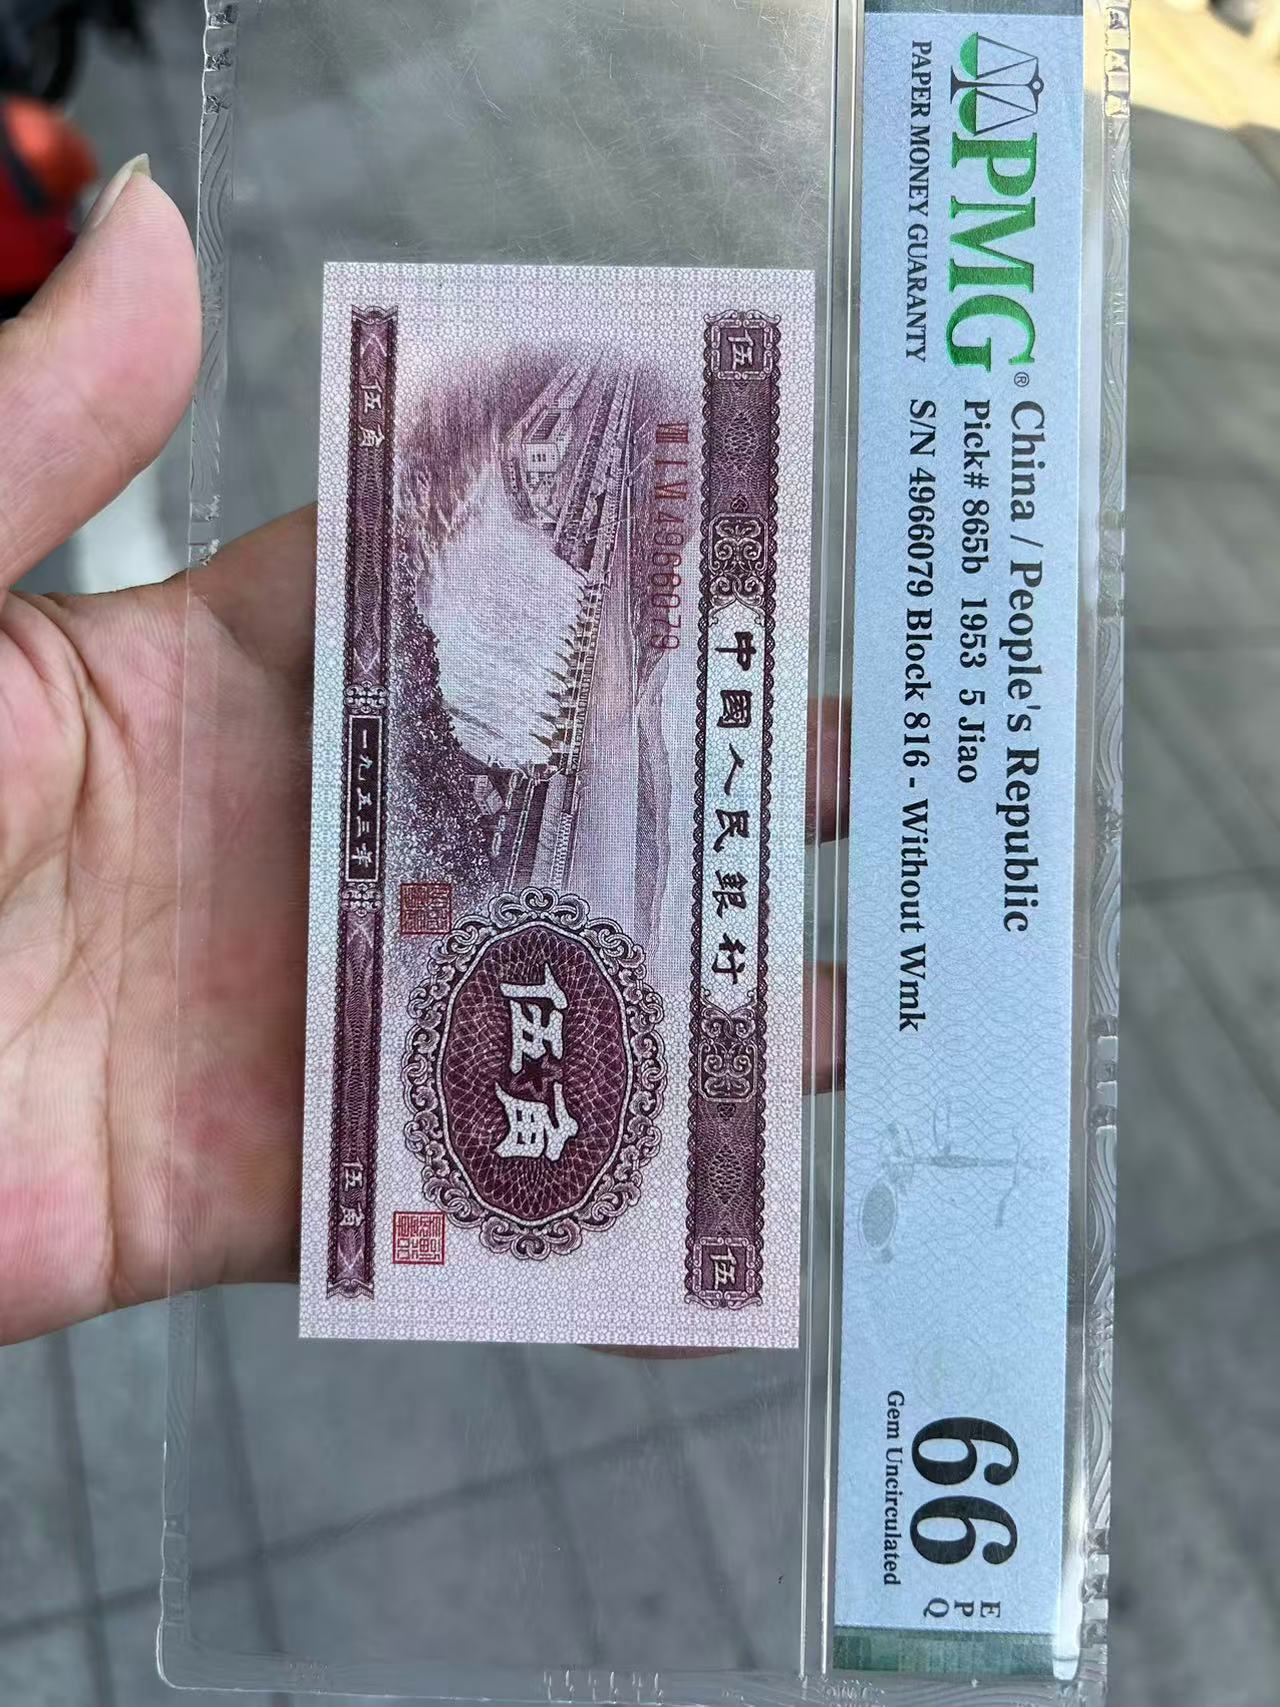 PMG®
PAPER MONEY GUARANTY
China / People's Republic
Pick# 865b 1953 5 Jiao
S/N 4966079 Block 816 - Without Wmk
66
EPQ
Gem Uncirculated
伍
中國人民銀行
伍
VIII I VI 4966079
伍角
伍角
一九五三年
伍角